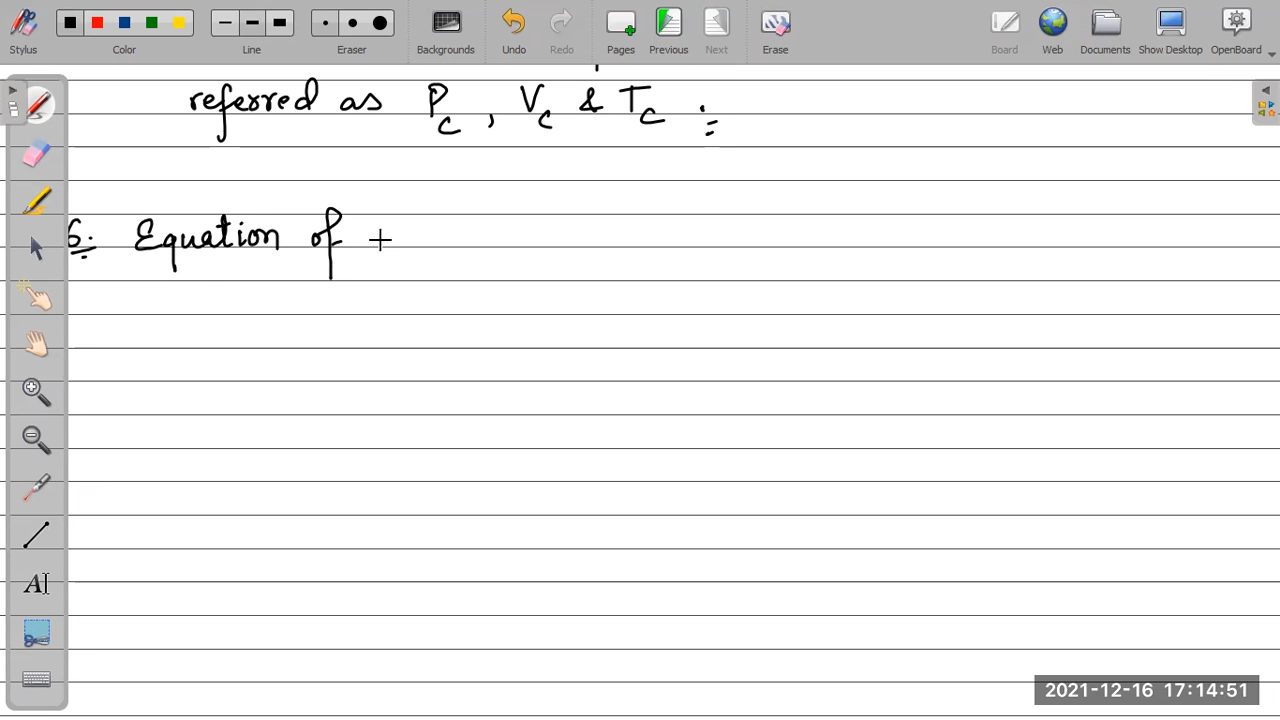 Stylus Color Line Eraser Backgrounds Undo Redo Pages Previous Next Erase Board Web Documents Show Desktop OpenBoard
referred as Pc, Vc & Tc :
6. Equation of
A
2021-12-16 17:14:51